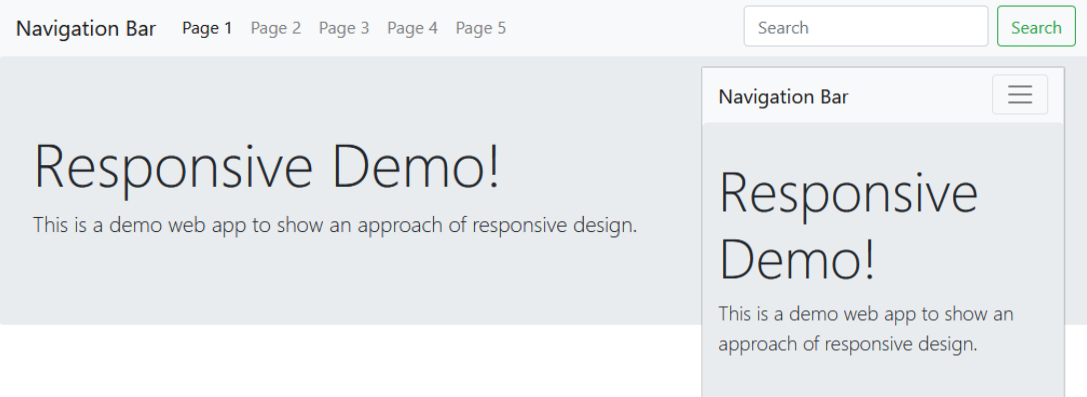 Navigation Bar Page 1 Page 2 Page 3 Page 4 Page 5 Search Search
Responsive Demo!
This is a demo web app to show an approach of responsive design.
Navigation Bar
Responsive
Demo!
This is a demo web app to show an
approach of responsive design.